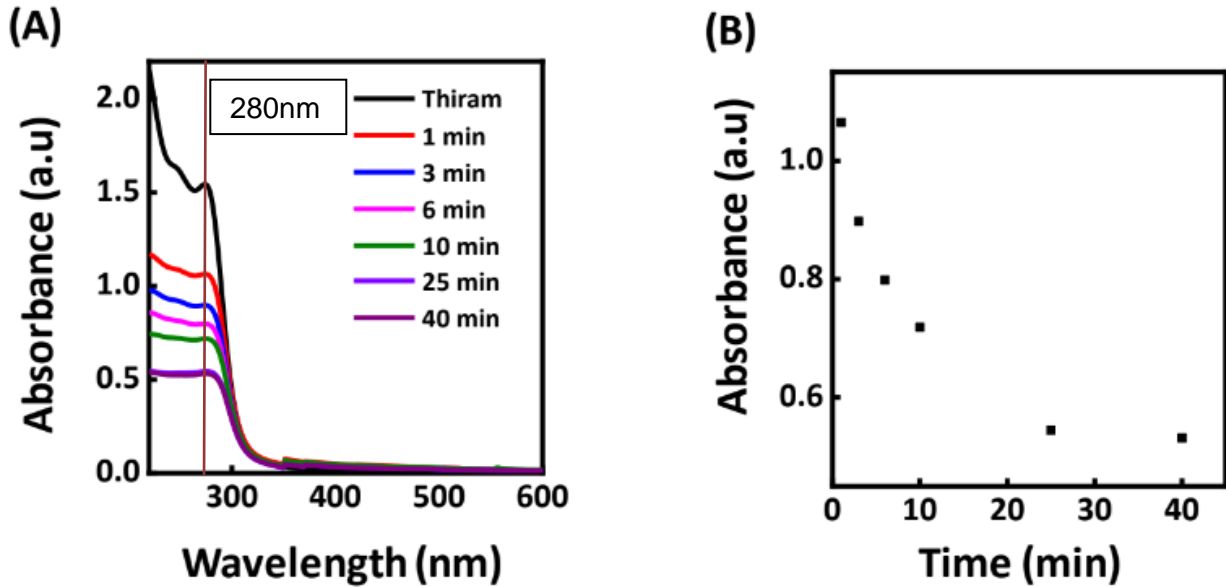 (A)
Absorbance (a.u)
2.0
1.5
1.0
0.5
0.0
280nm
Thiram
1 min
3 min
6 min
10 min
25 min
40 min
300
400
500
600
Wavelength (nm)
(B)
Absorbance (a.u)
1.0
0.8
0.6
0
10
20
30
40
Time (min)